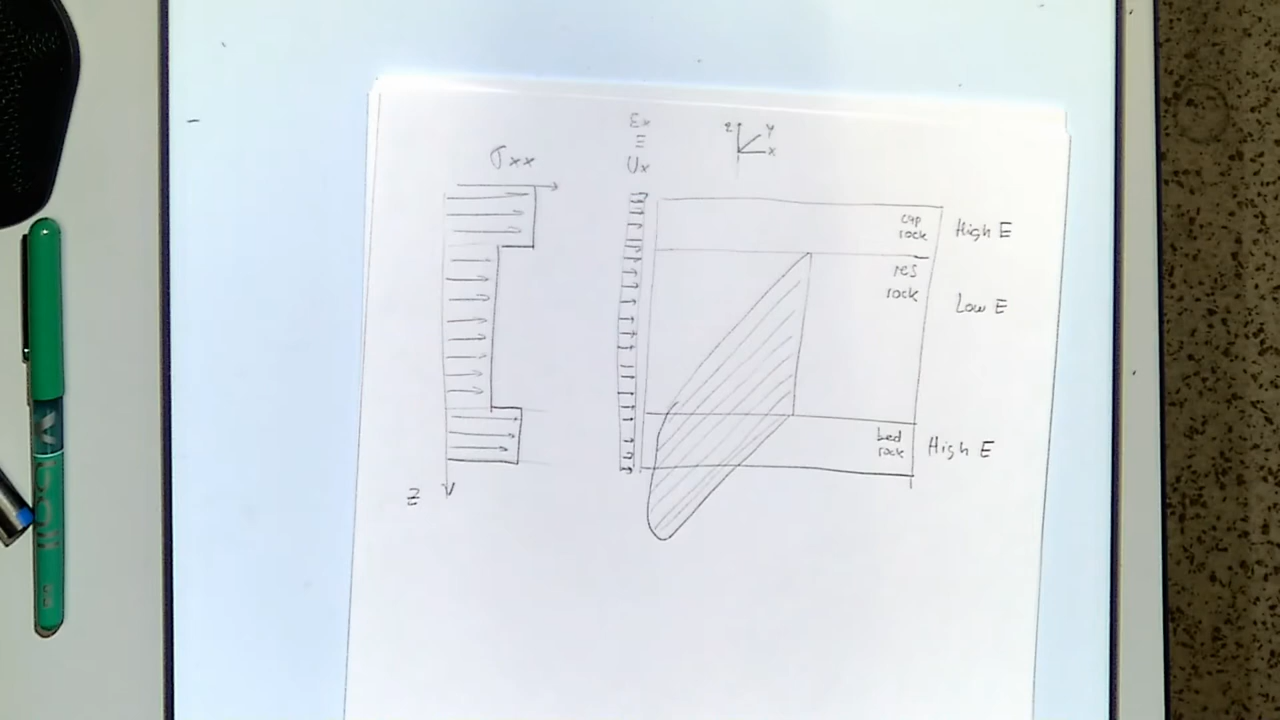 σxx
εx
=
Ux
z
y
x
cap
rock
High E
res
rock
Low E
bed
rock
High E
z